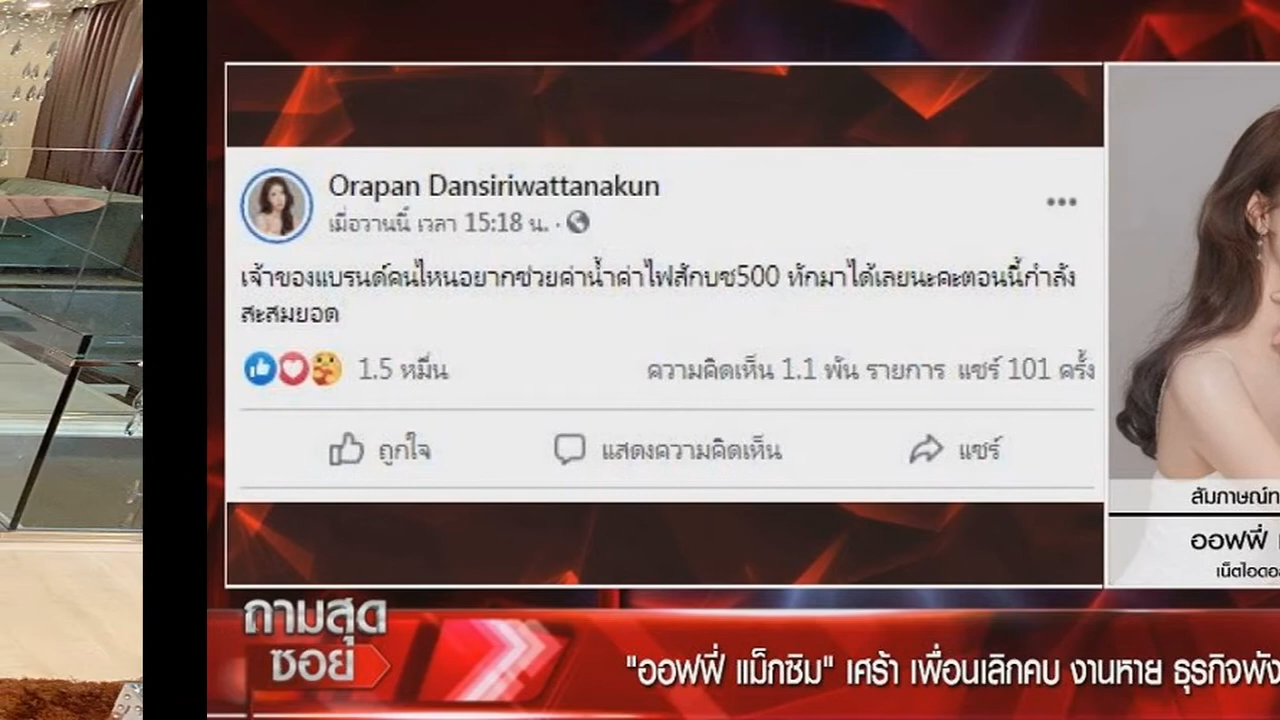 Orapan Dansiriwattanakun
เมื่อวานนี้ เวลา 15:18 น. ·
เจ้าของแบรนด์คนไหนอยากช่วยค่าน้ำค่าไฟสักบช500 ทักมาได้เลยนะคะตอนนี้กำลัง
สะสมยอด
1.5 หมื่น
ความคิดเห็น 1.1 พัน รายการ แชร์ 101 ครั้ง
ถูกใจ
แสดงความคิดเห็น
แชร์
สัมภาษณ์ท
ออฟฟี่
เน็ตไอดอ
ถามสุด
ซอย
"ออฟฟี่ แม็กซิม" เศร้า เพื่อนเลิกคบ งานหาย ธุรกิจพัง